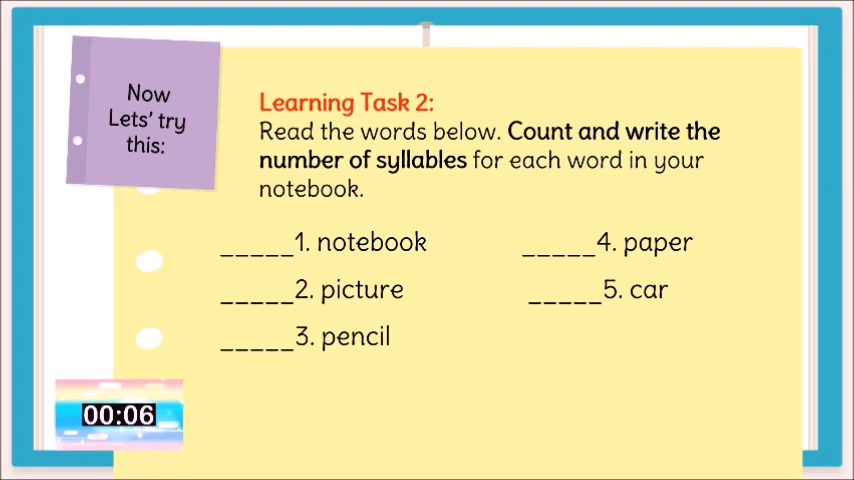 Now
Lets' try
this:
Learning Task 2:
Read the words below. Count and write the
number of syllables for each word in your
notebook.
_____1. notebook
_____2. picture
_____3. pencil
_____4. paper
_____5. car
00:06